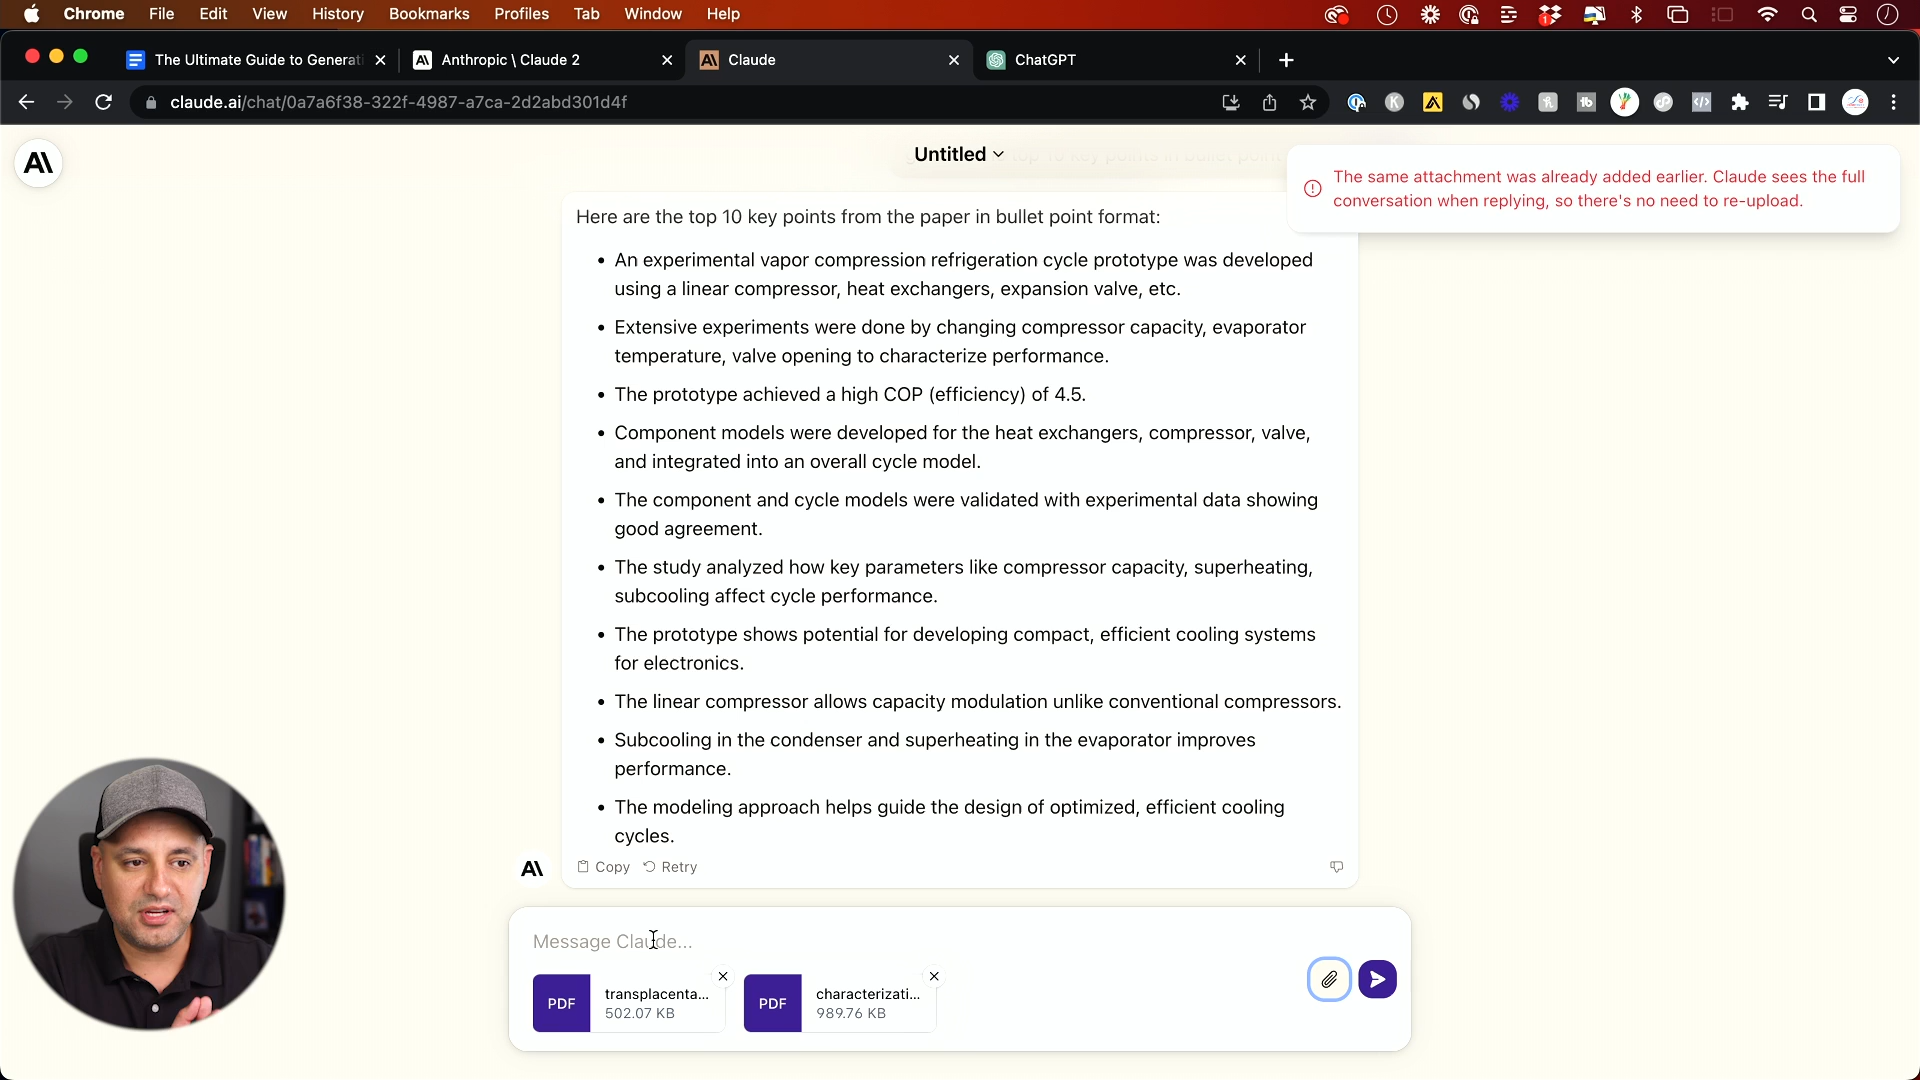 Chrome File Edit View History Bookmarks Profiles Tab Window Help
1
The Ultimate Guide to Generati
Anthropic \ Claude 2
Claude
ChatGPT
claude.ai/chat/0a7a6f38-322f-4987-a7ca-2d2abd301d4f
Untitled
The same attachment was already added earlier. Claude sees the full
conversation when replying, so there's no need to re-upload.
Here are the top 10 key points from the paper in bullet point format:
• An experimental vapor compression refrigeration cycle prototype was developed
using a linear compressor, heat exchangers, expansion valve, etc.
• Extensive experiments were done by changing compressor capacity, evaporator
temperature, valve opening to characterize performance.
• The prototype achieved a high COP (efficiency) of 4.5.
• Component models were developed for the heat exchangers, compressor, valve,
and integrated into an overall cycle model.
• The component and cycle models were validated with experimental data showing
good agreement.
• The study analyzed how key parameters like compressor capacity, superheating,
subcooling affect cycle performance.
• The prototype shows potential for developing compact, efficient cooling systems
for electronics.
• The linear compressor allows capacity modulation unlike conventional compressors.
• Subcooling in the condenser and superheating in the evaporator improves
performance.
• The modeling approach helps guide the design of optimized, efficient cooling
cycles.
Copy Retry
Message Claude...
PDF
transplacenta...
502.07 KB
PDF
characterizati...
989.76 KB